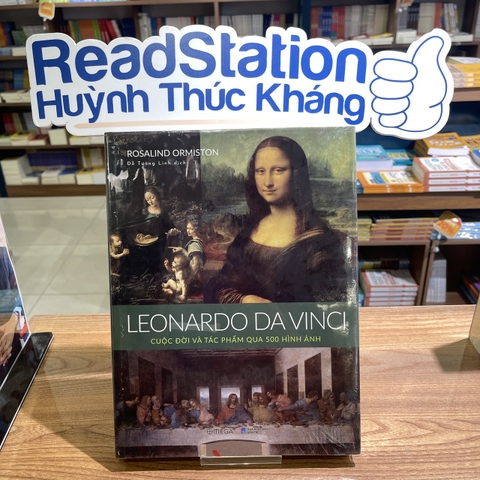 ReadStation
Huỳnh Thúc Kháng
ROSALIND ORMISTON
Đỗ Tường Linh dịch
LEONARDO DA VINCI
CUỘC ĐỜI VÀ TÁC PHẨM QUA 500 HÌNH ẢNH
OMEGA